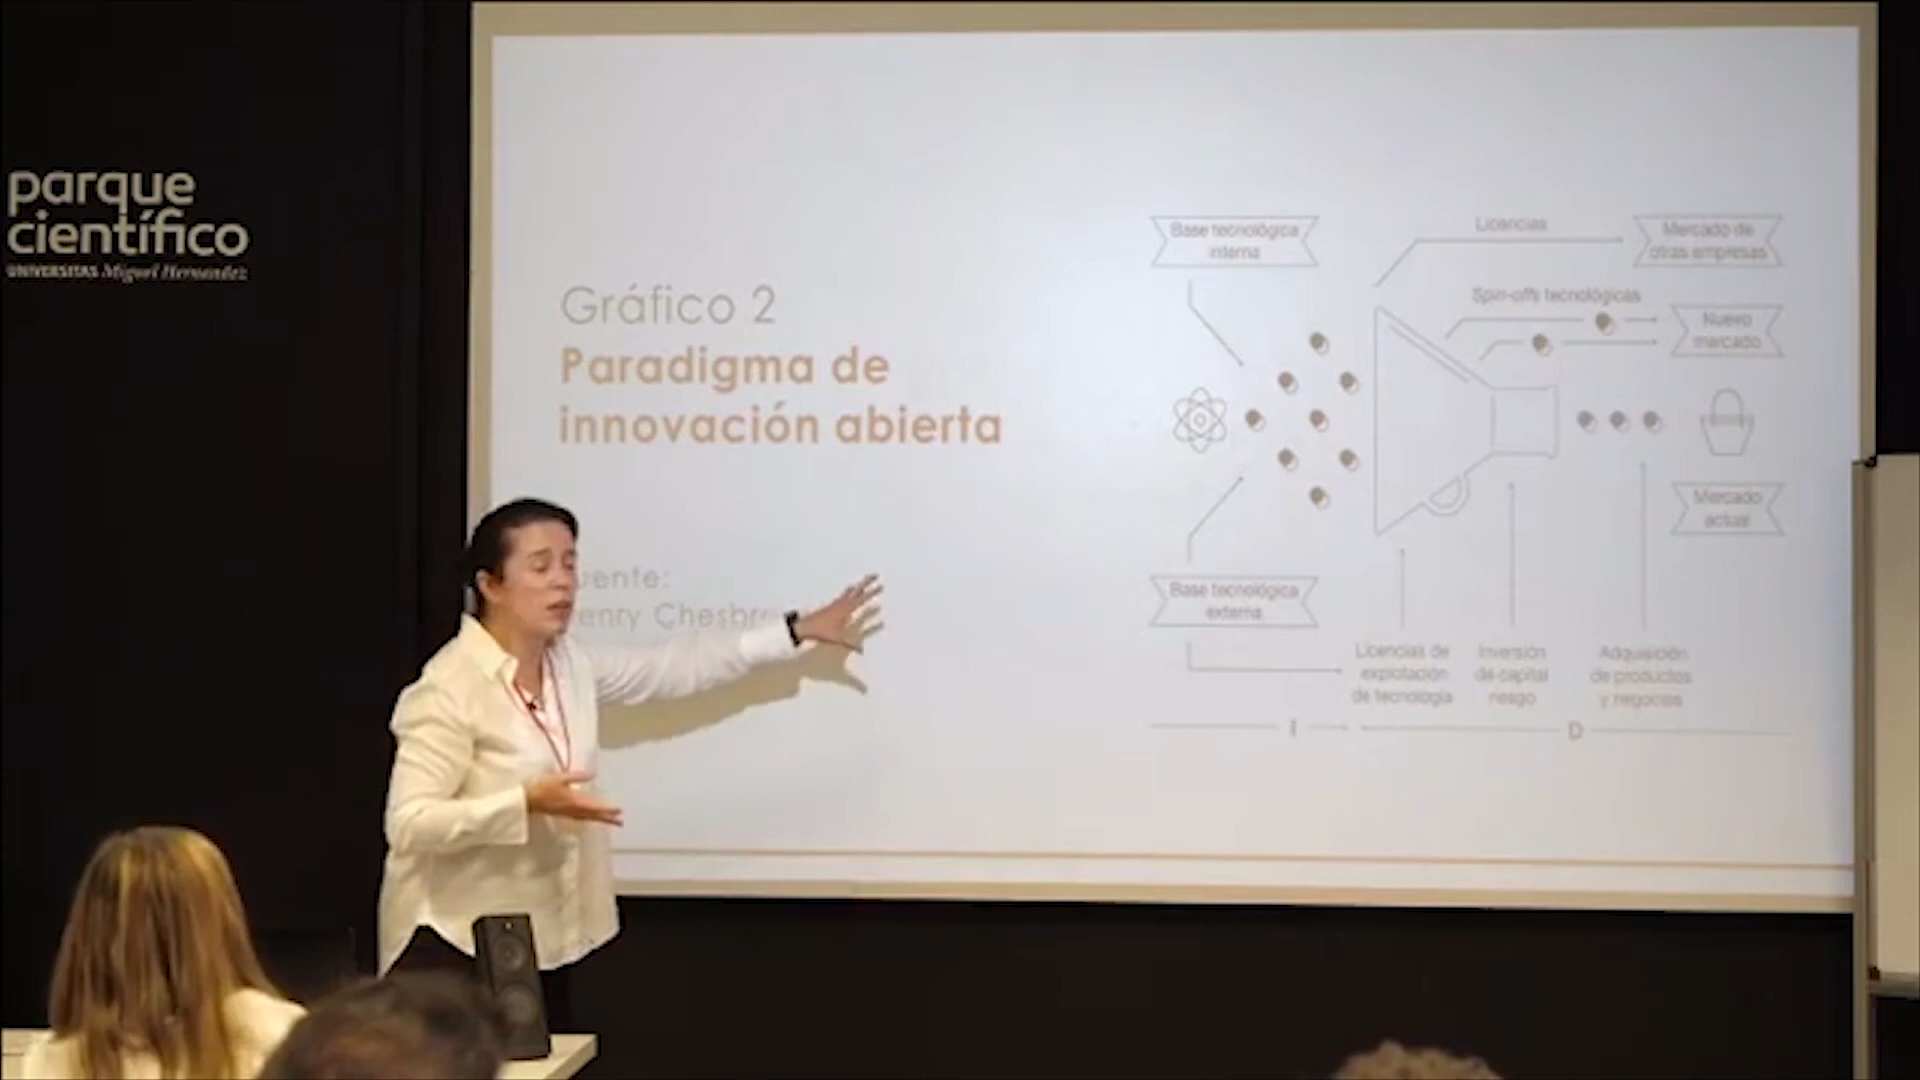 parque
científico
UNIVERSITAS Miguel Hernandez
Gráfico 2
Paradigma de
innovación abierta
uente:
enry Chesbro
Base tecnológica
interna
Licencias
Mercado de
otras empresas
Spin-offs tecnológicas
Nuevo
mercado
Mercado
actual
Base tecnológica
externa
Licencias de
explotación
de tecnología
Inversión
de capital
riesgo
Adquisición
de productos
y negocios
I
D